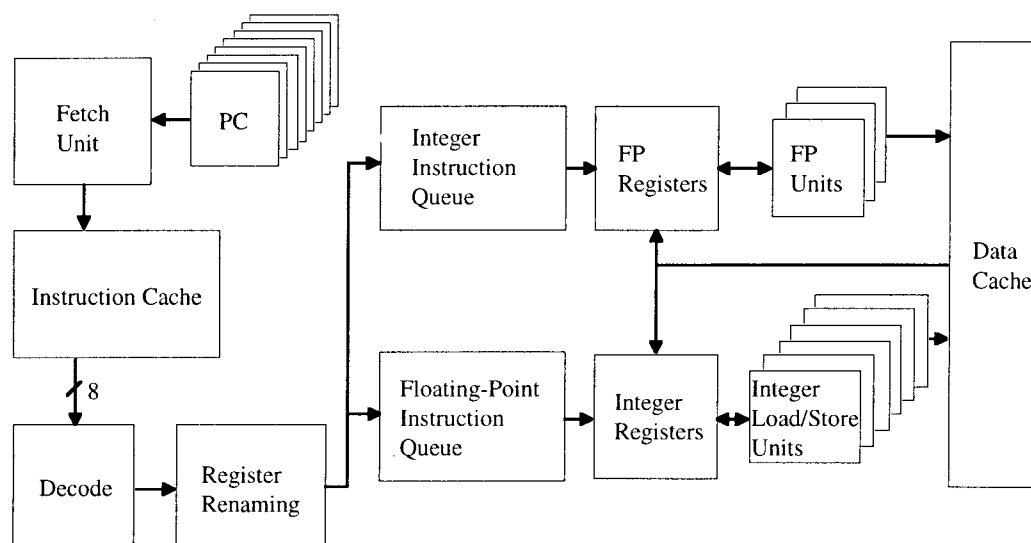 Fetch
Unit
PC
Instruction Cache
8
Decode
Register
Renaming
Integer
Instruction
Queue
Floating-Point
Instruction
Queue
FP
Registers
Integer
Registers
FP
Units
Integer
Load/Store
Units
Data
Cache